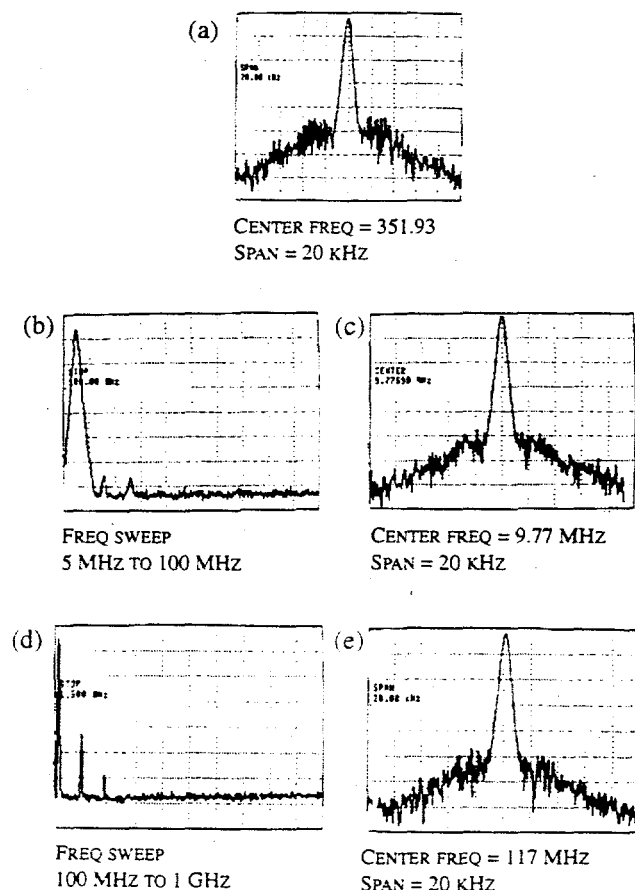 (a)
SPAN
20.00 kHz
CENTER FREQ = 351.93
SPAN = 20 KHZ
(b)
FREQ SWEEP
5 MHZ TO 100 MHZ
(c)
CENTER
CENTER FREQ = 9.77 MHZ
SPAN = 20 KHZ
(d)
FREQ SWEEP
100 MHZ TO 1 GHZ
(e)
SPAN
20.00 kHz
CENTER FREQ = 117 MHZ
SPAN = 20 KHZ